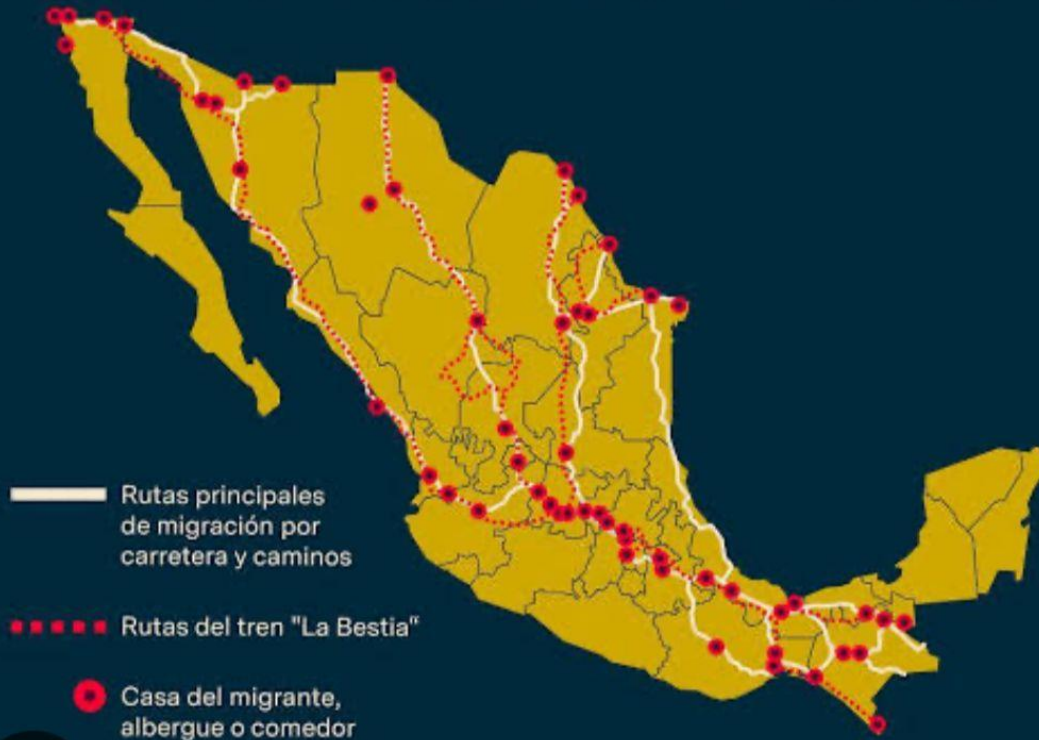 Rutas principales
de migración por
carretera y caminos
Rutas del tren "La Bestia"
Casa del migrante,
albergue o comedor